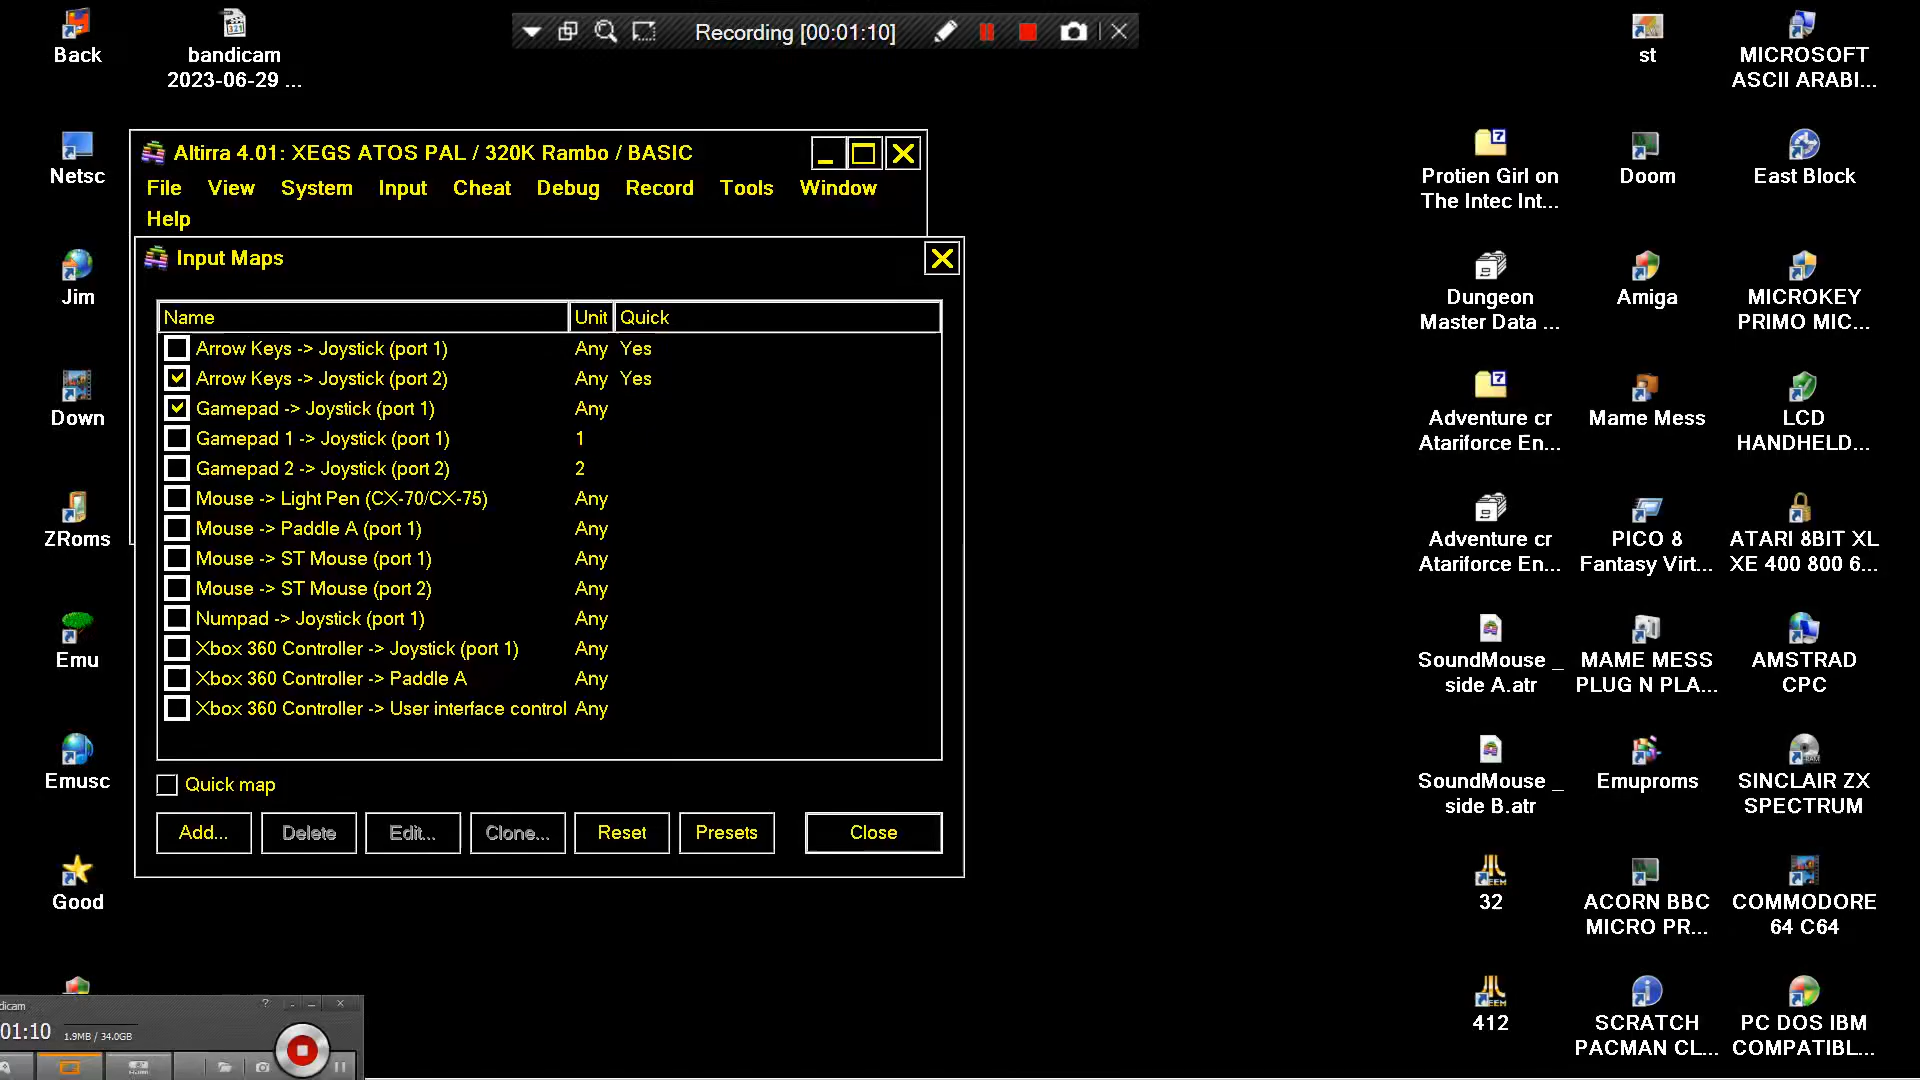 Back
bandicam
2023-06-29 ...
Recording [00:01:10]
st
MICROSOFT
ASCII ARABI...
Netsc
Altirra 4.01: XEGS ATOS PAL / 320K Rambo / BASIC
File View System Input Cheat Debug Record Tools Window
Help
Protien Girl on
The Intec Int...
Doom
East Block
Input Maps
Jim
Dungeon
Master Data ...
Amiga
MICROKEY
PRIMO MIC...
Name Unit Quick
Arrow Keys -> Joystick (port 1) Any Yes
Arrow Keys -> Joystick (port 2) Any Yes
Gamepad -> Joystick (port 1) Any
Gamepad 1 -> Joystick (port 1) 1
Gamepad 2 -> Joystick (port 2) 2
Mouse -> Light Pen (CX-70/CX-75) Any
Mouse -> Paddle A (port 1) Any
Mouse -> ST Mouse (port 1) Any
Mouse -> ST Mouse (port 2) Any
Numpad -> Joystick (port 1) Any
Xbox 360 Controller -> Joystick (port 1) Any
Xbox 360 Controller -> Paddle A Any
Xbox 360 Controller -> User interface control Any
Quick map
Add... Delete Edit... Clone... Reset Presets Close
Down
Adventure cr
Atariforce En...
Mame Mess
LCD
HANDHELD...
ZRoms
Adventure cr
Atariforce En...
PICO 8
Fantasy Virt...
ATARI 8BIT XL
XE 400 800 6...
Emu
SoundMouse _
side A.atr
MAME MESS
PLUG N PLA...
AMSTRAD
CPC
Emusc
SoundMouse _
side B.atr
Emuproms
SINCLAIR ZX
SPECTRUM
Good
32
ACORN BBC
MICRO PR...
COMMODORE
64 C64
412
SCRATCH
PACMAN CL...
PC DOS IBM
COMPATIBL...
dicam
01:10 1.9MB / 34.0GB